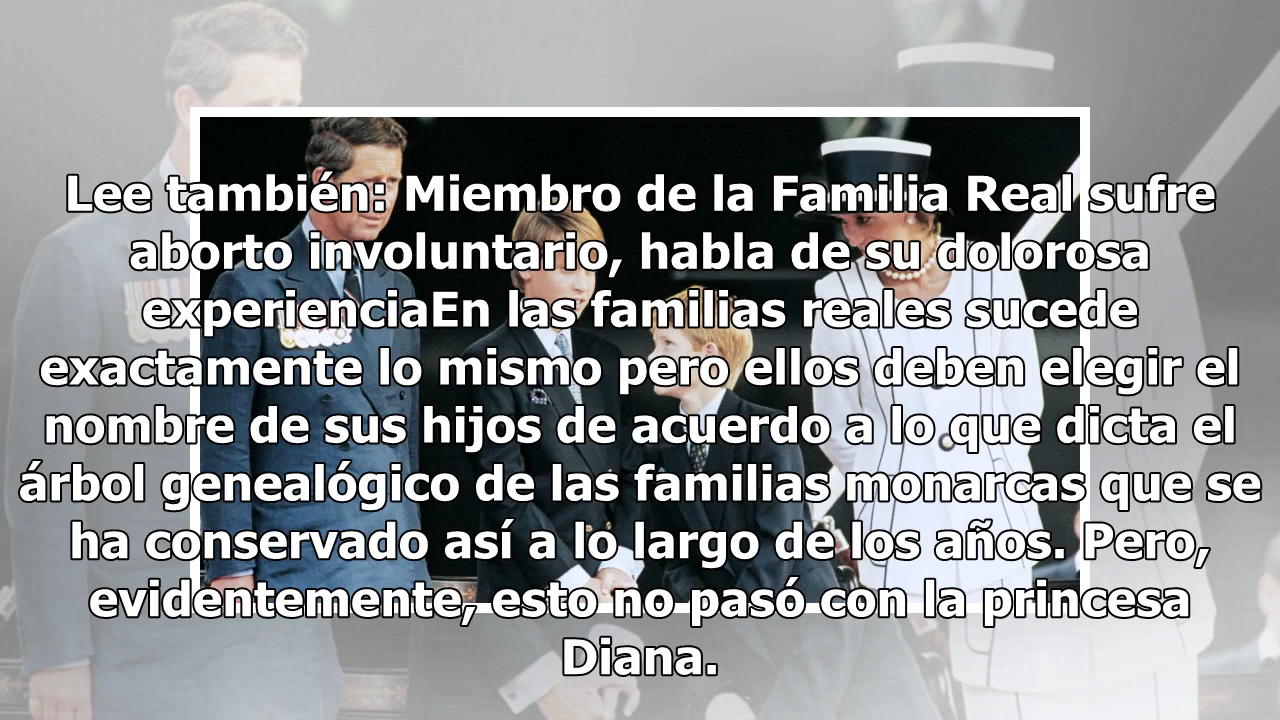 Lee también: Miembro de la Familia Real sufre
aborto involuntario, habla de su dolorosa
experienciaEn las familias reales sucede
exactamente lo mismo pero ellos deben elegir el
nombre de sus hijos de acuerdo a lo que dicta el
árbol genealógico de las familias monarcas que se
ha conservado así a lo largo de los años. Pero,
evidentemente, esto no pasó con la princesa
Diana.